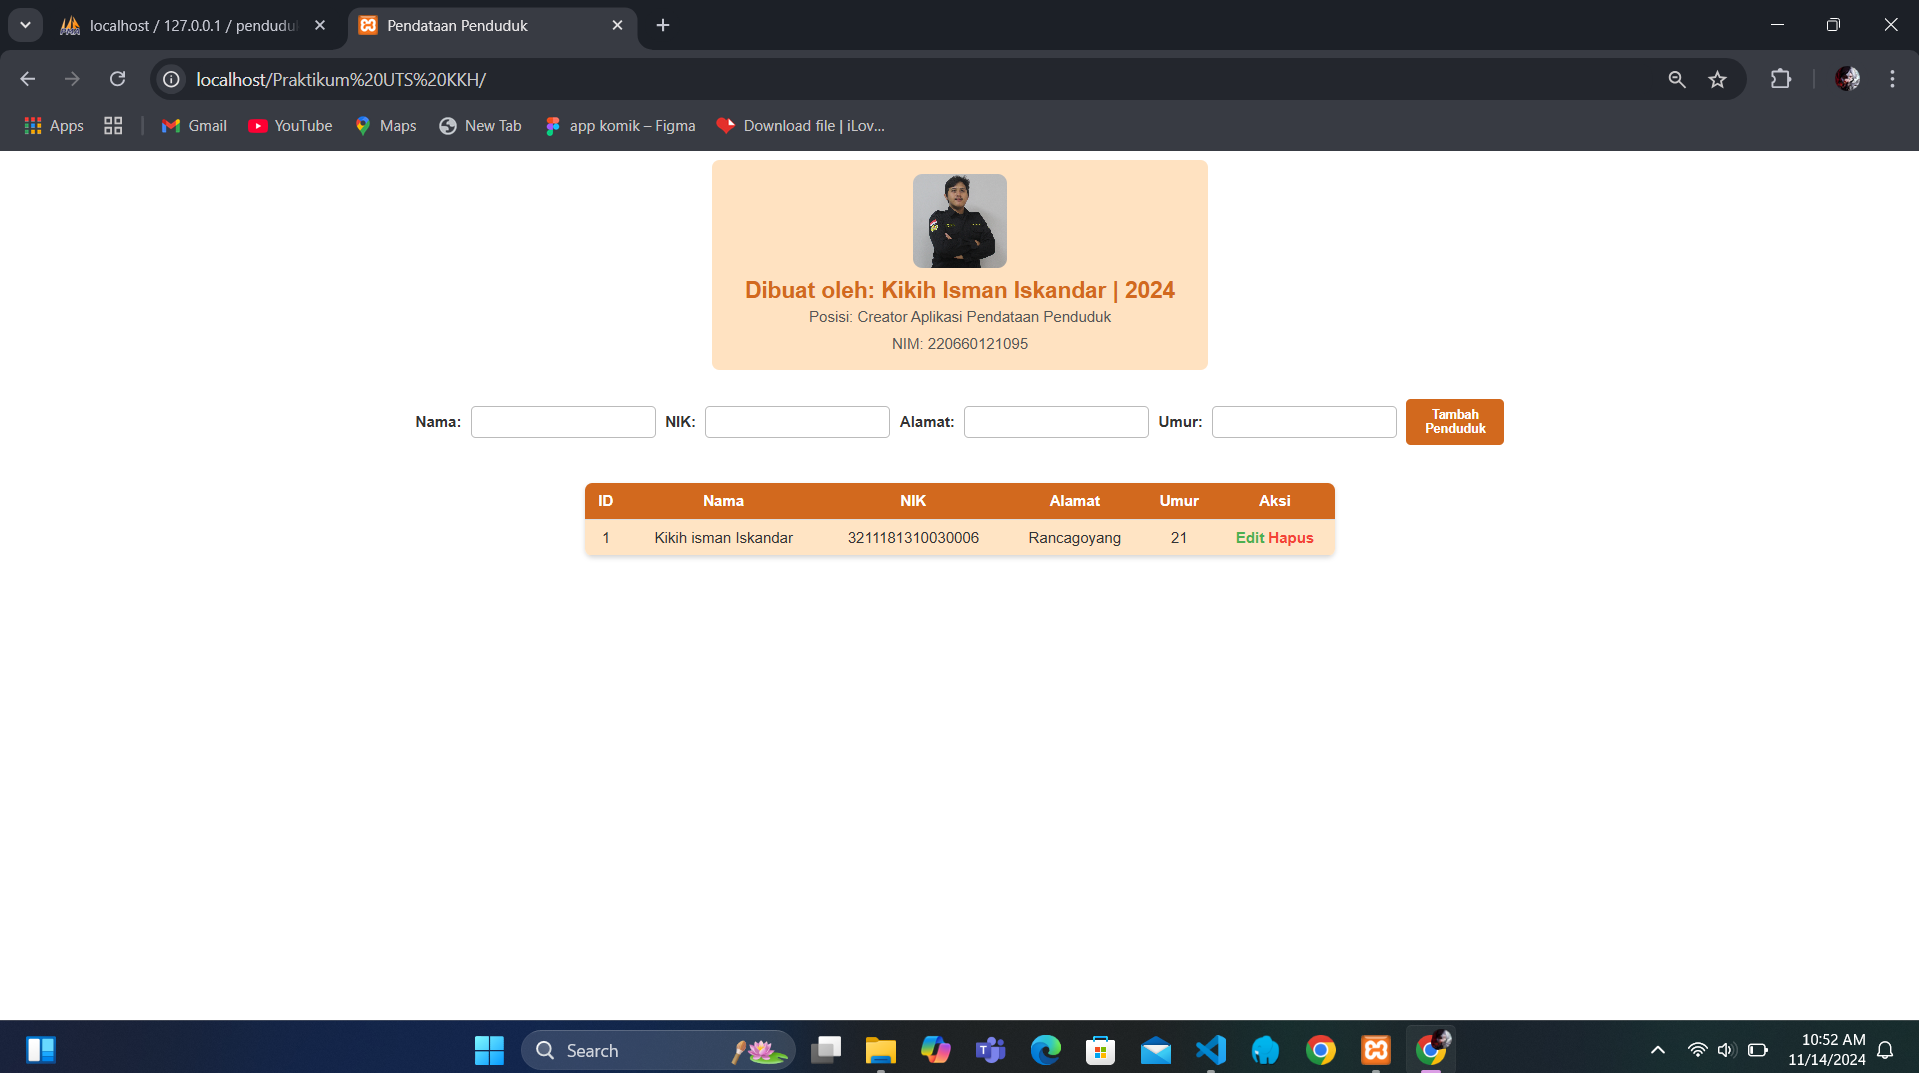 localhost / 127.0.0.1 / pendudu
Pendataan Penduduk
localhost/Praktikum%20UTS%20KKH/
Apps
Gmail
YouTube
Maps
New Tab
app komik – Figma
Download file | iLov...
Dibuat oleh: Kikih Isman Iskandar | 2024
Posisi: Creator Aplikasi Pendataan Penduduk
NIM: 220660121095
Nama: NIK: Alamat: Umur: Tambah
Penduduk
ID Nama NIK Alamat Umur Aksi
1 Kikih isman Iskandar 3211181310030006 Rancagoyang 21 Edit Hapus
Search
10:52 AM
11/14/2024